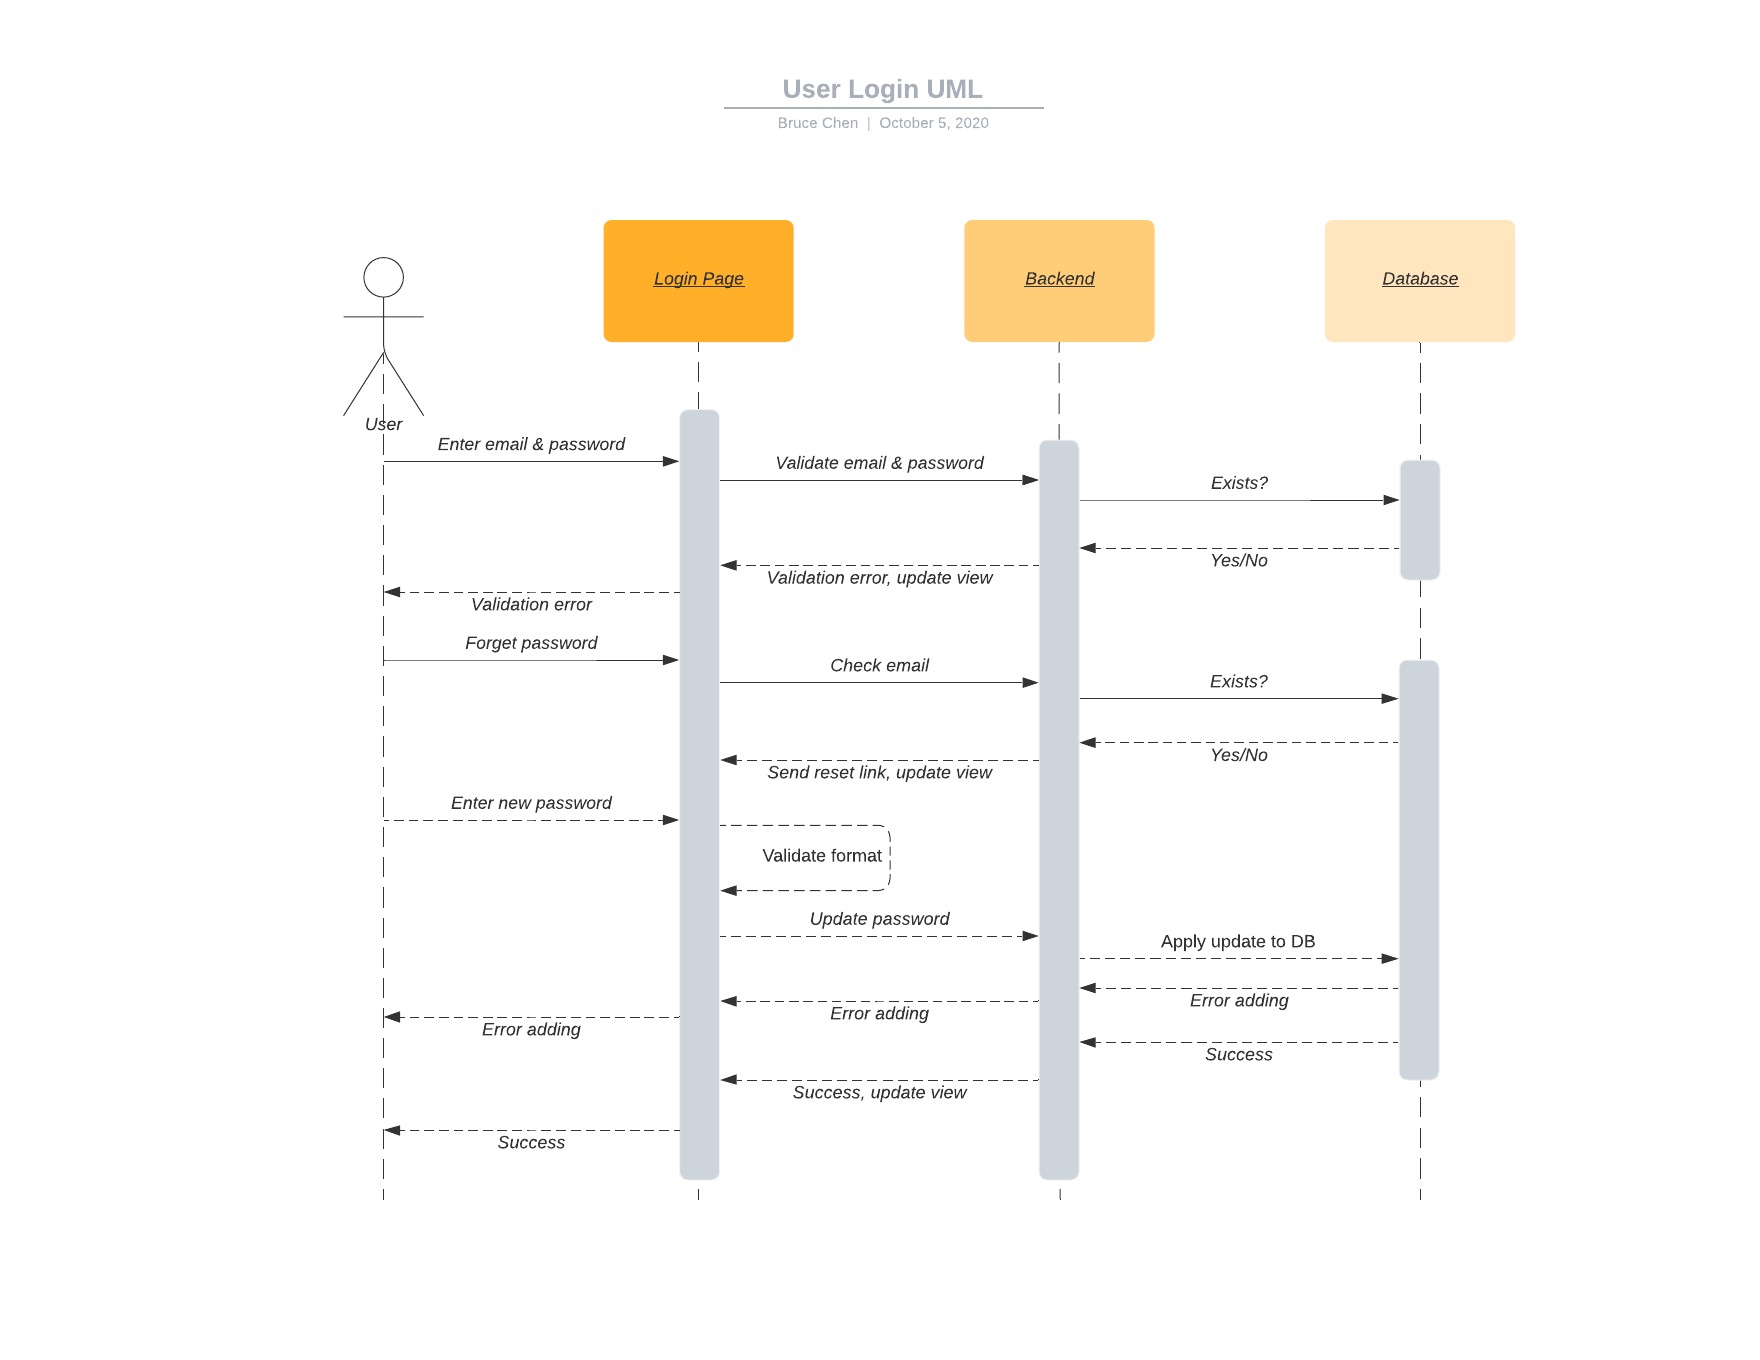 User Login UML
Bruce Chen | October 5, 2020
Login Page
Backend
Database
User
Enter email & password
Validate email & password
Exists?
Yes/No
Validation error, update view
Validation error
Forget password
Check email
Exists?
Yes/No
Send reset link, update view
Enter new password
Validate format
Update password
Apply update to DB
Error adding
Error adding
Error adding
Success
Success, update view
Success